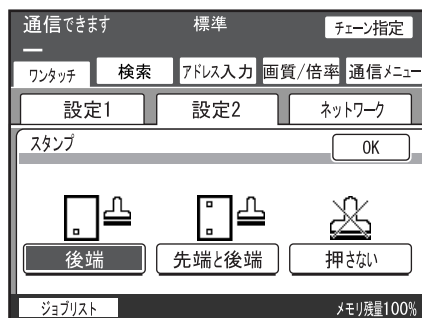 通信できます 標準 チェーン指定
ワンタッチ 検索 アドレス入力 画質/倍率 通信メニュー
設定1 設定2 ネットワーク
スタンプ OK
後端 先端と後端 押さない
ジョブリスト メモリ残量100%